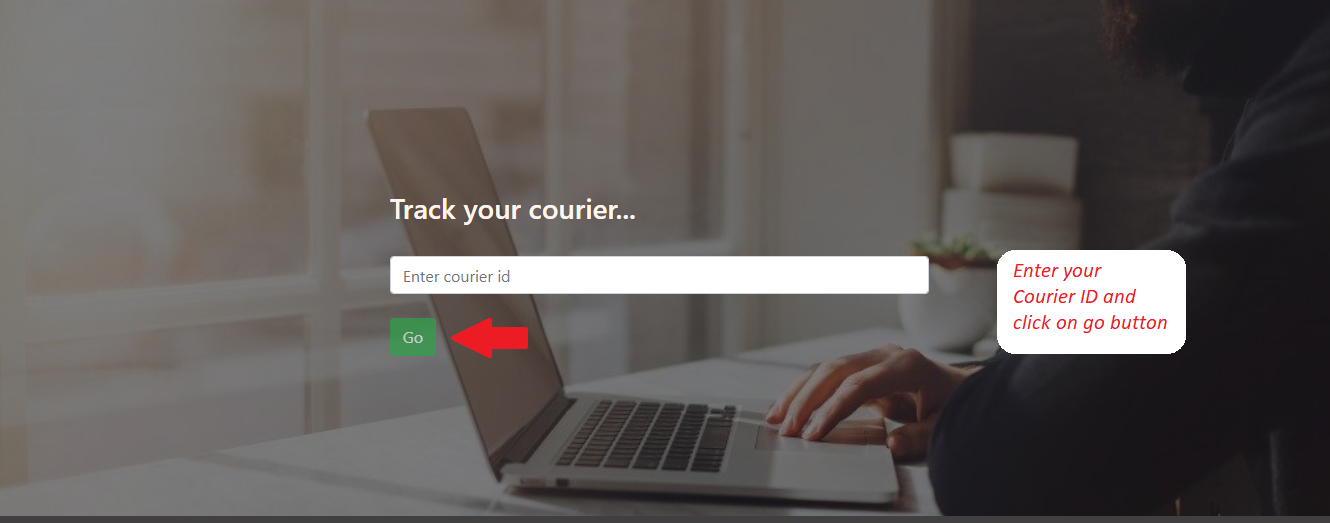 Track your courier...
Enter courier id
Go
Enter your
Courier ID and
click on go button